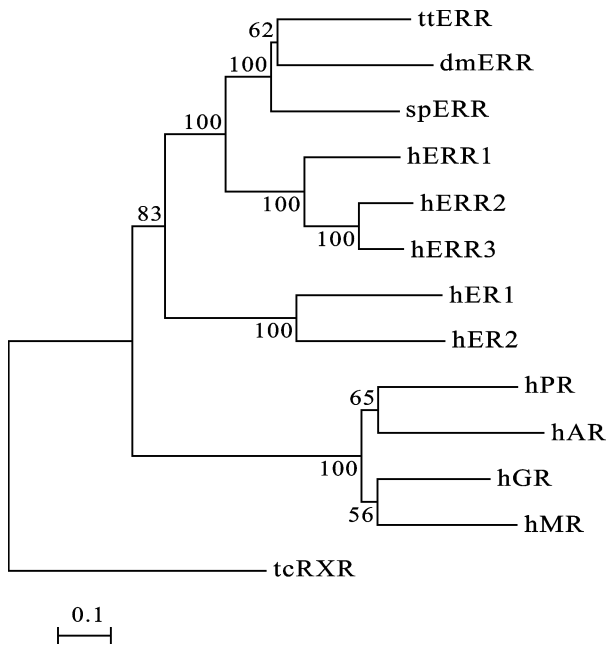 ttERR
62
dmERR
100
spERR
100
hERR1
100
hERR2
100
hERR3
83
hER1
100
hER2
hPR
65
hAR
100
hGR
56
hMR
tcRXR
0.1